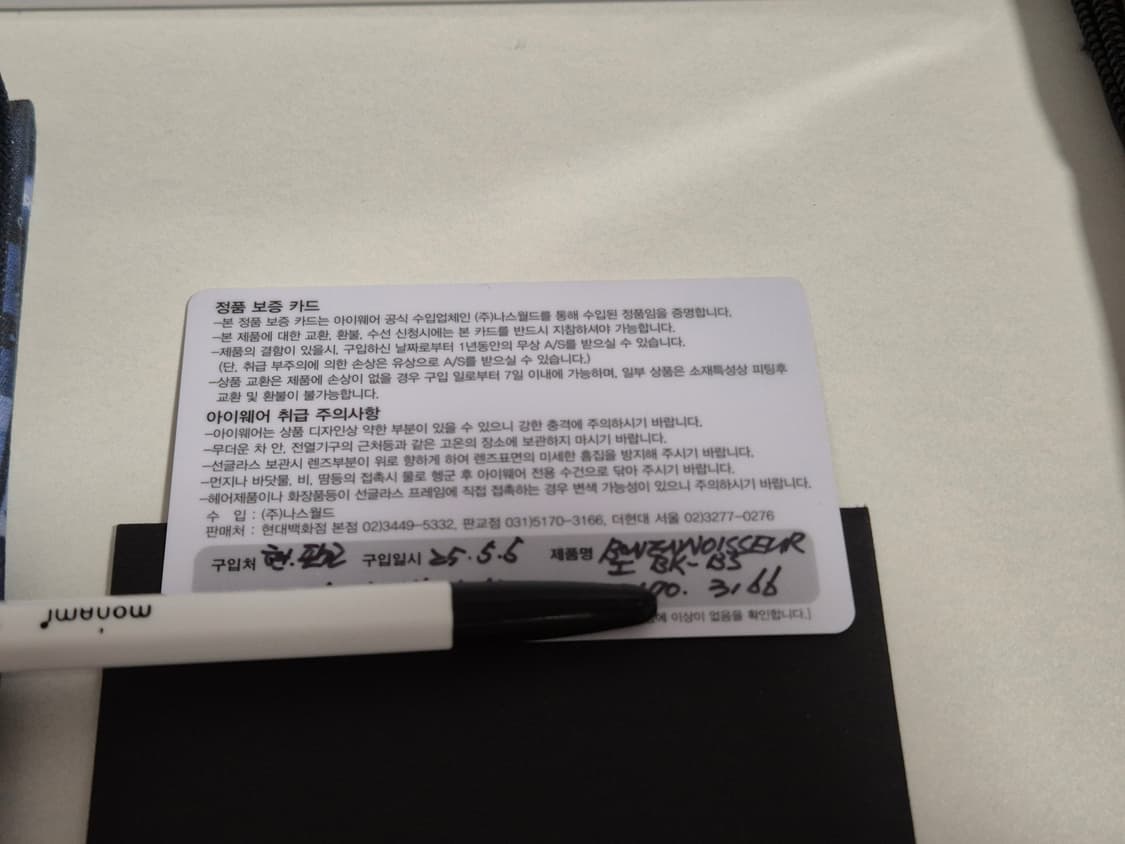 정품 보증 카드
-본 정품 보증 카드는 아이웨어 공식 수입업체인 (주)나스월드를 통해 수입된 정품임을 증명합니다.
-본 제품에 대한 교환, 환불, 수선 신청시에는 본 카드를 반드시 지참하셔야 가능합니다.
-제품의 결함이 있을시, 구입하신 날짜로부터 1년동안의 무상 A/S를 받으실 수 있습니다.
(단, 취급 부주의에 의한 손상은 유상으로 A/S를 받으실 수 있습니다.)
-상품 교환은 제품에 손상이 없을 경우 구입 일로부터 7일 이내에 가능하며, 일부 상품은 소재특성상 피팅후
교환 및 환불이 불가능합니다.
아이웨어 취급 주의사항
-아이웨어는 상품 디자인상 약한 부분이 있을 수 있으니 강한 충격에 주의하시기 바랍니다.
-무더운 차 안, 전열기구의 근처등과 같은 고온의 장소에 보관하지 마시기 바랍니다.
-선글라스 보관시 렌즈부분이 위로 향하게 하여 렌즈표면의 미세한 흠집을 방지해 주시기 바랍니다.
-먼지나 바닷물, 비, 땀등의 접촉시 물로 헹군 후 아이웨어 전용 수건으로 닦아 주시기 바랍니다.
-헤어제품이나 화장품등이 선글라스 프레임에 직접 접촉하는 경우 변색 가능성이 있으니 주의하시기 바랍니다.
수 입 : (주)나스월드
판매처 : 현대백화점 본점 02)3449-5332, 판교점 031)5170-3166, 더현대 서울 02)3277-0276
구입처 현.판교 구입일시 25.5.5 제품명
BK-BS
3166
에 이상이 없음을 확인합니다.]
monami